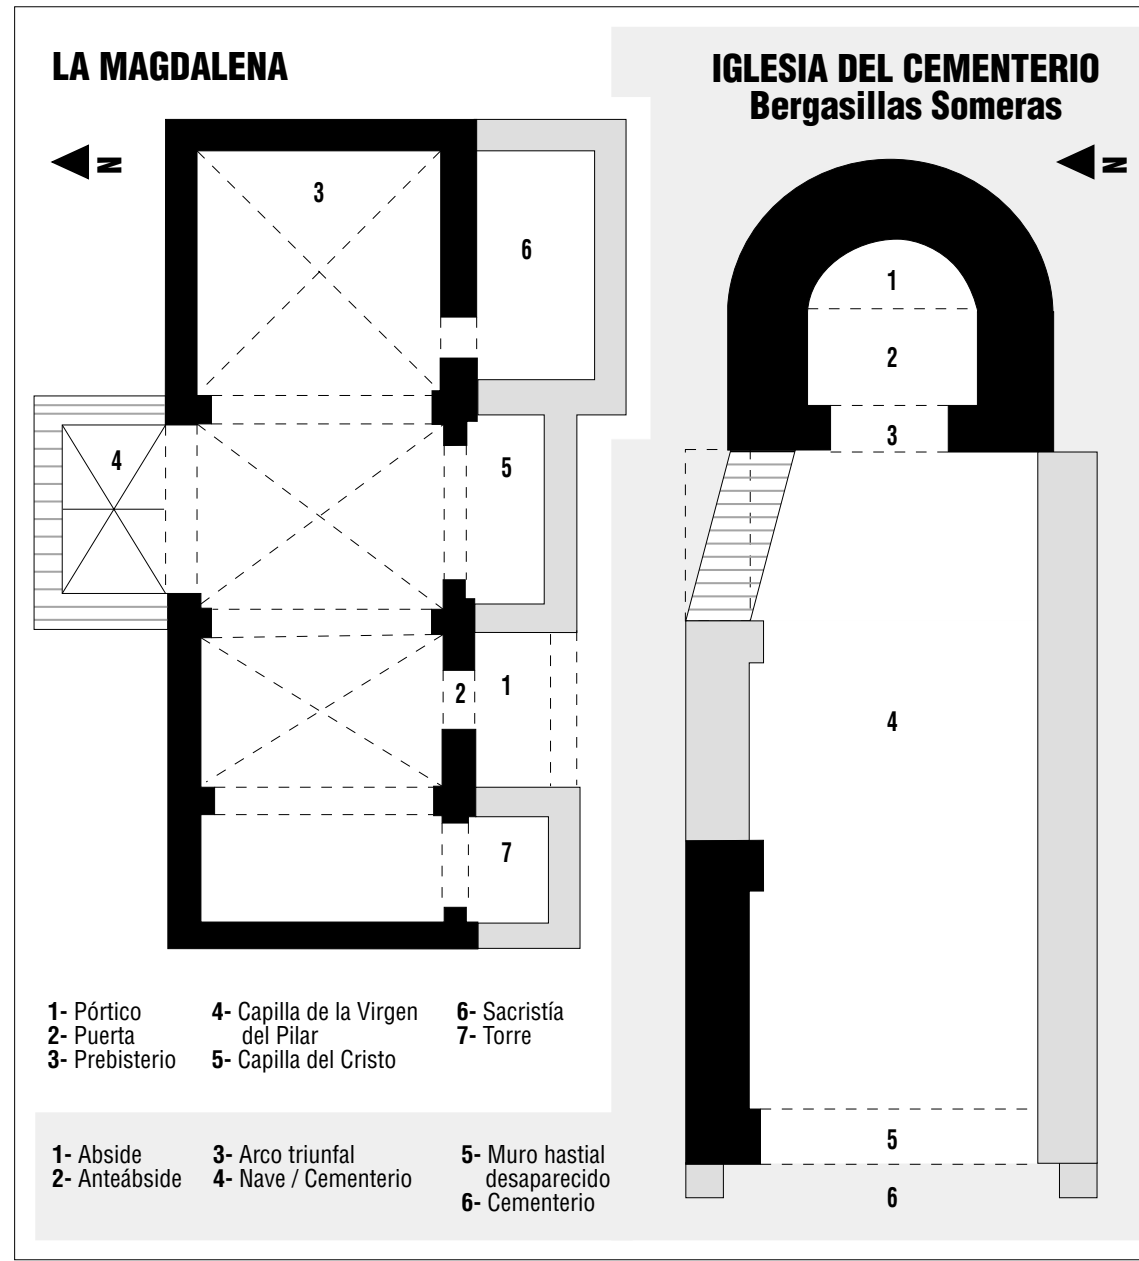 LA MAGDALENA
N
3
6
4
5
2
1
7
1- Pórtico
2- Puerta
3- Prebisterio
4- Capilla de la Virgen
del Pilar
5- Capilla del Cristo
6- Sacristía
7- Torre
IGLESIA DEL CEMENTERIO
Bergasillas Someras
N
1
2
3
4
5
6
1- Abside
2- Anteábside
3- Arco triunfal
4- Nave / Cementerio
5- Muro hastial
desaparecido
6- Cementerio